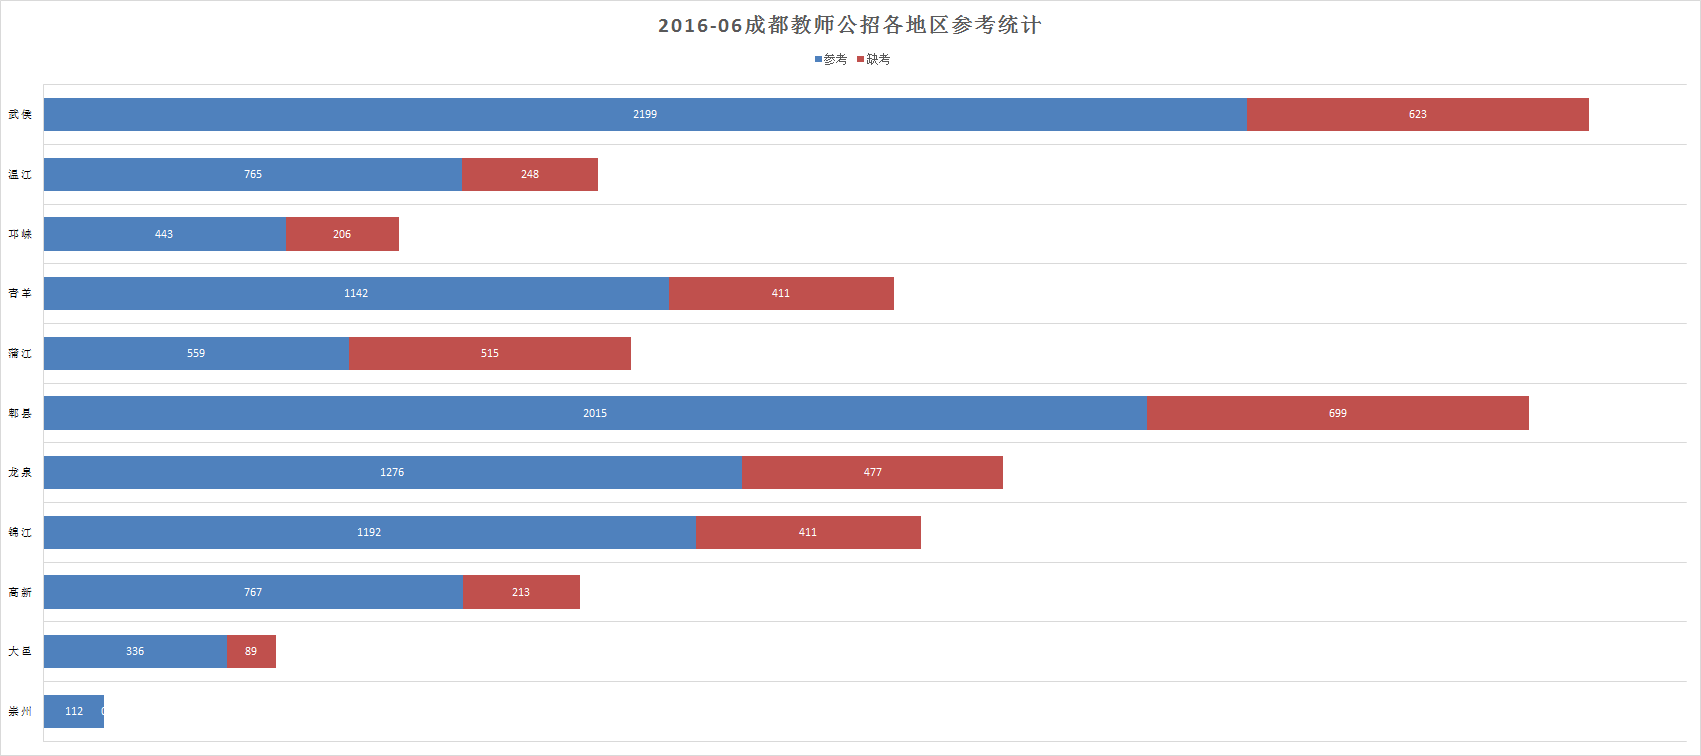 2016-06成都教师公招各地区参考统计
参考 缺考
武侯 2199 623
温江 765 248
邛崃 443 206
青羊 1142 411
蒲江 559 515
郫县 2015 699
龙泉 1276 477
锦江 1192 411
高新 767 213
大邑 336 89
崇州 112 0